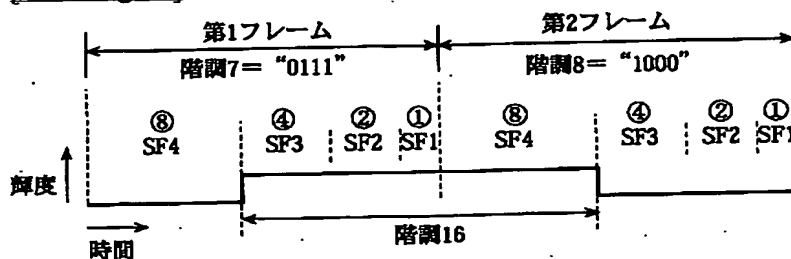 第1フレーム 第2フレーム
階調7＝ “0111” 階調8＝ “1000”
⑧ ④ ② ① ⑧ ④ ② ①
SF4 SF3 SF2 SF1 SF4 SF3 SF2 SF1
輝度
階調16
時間